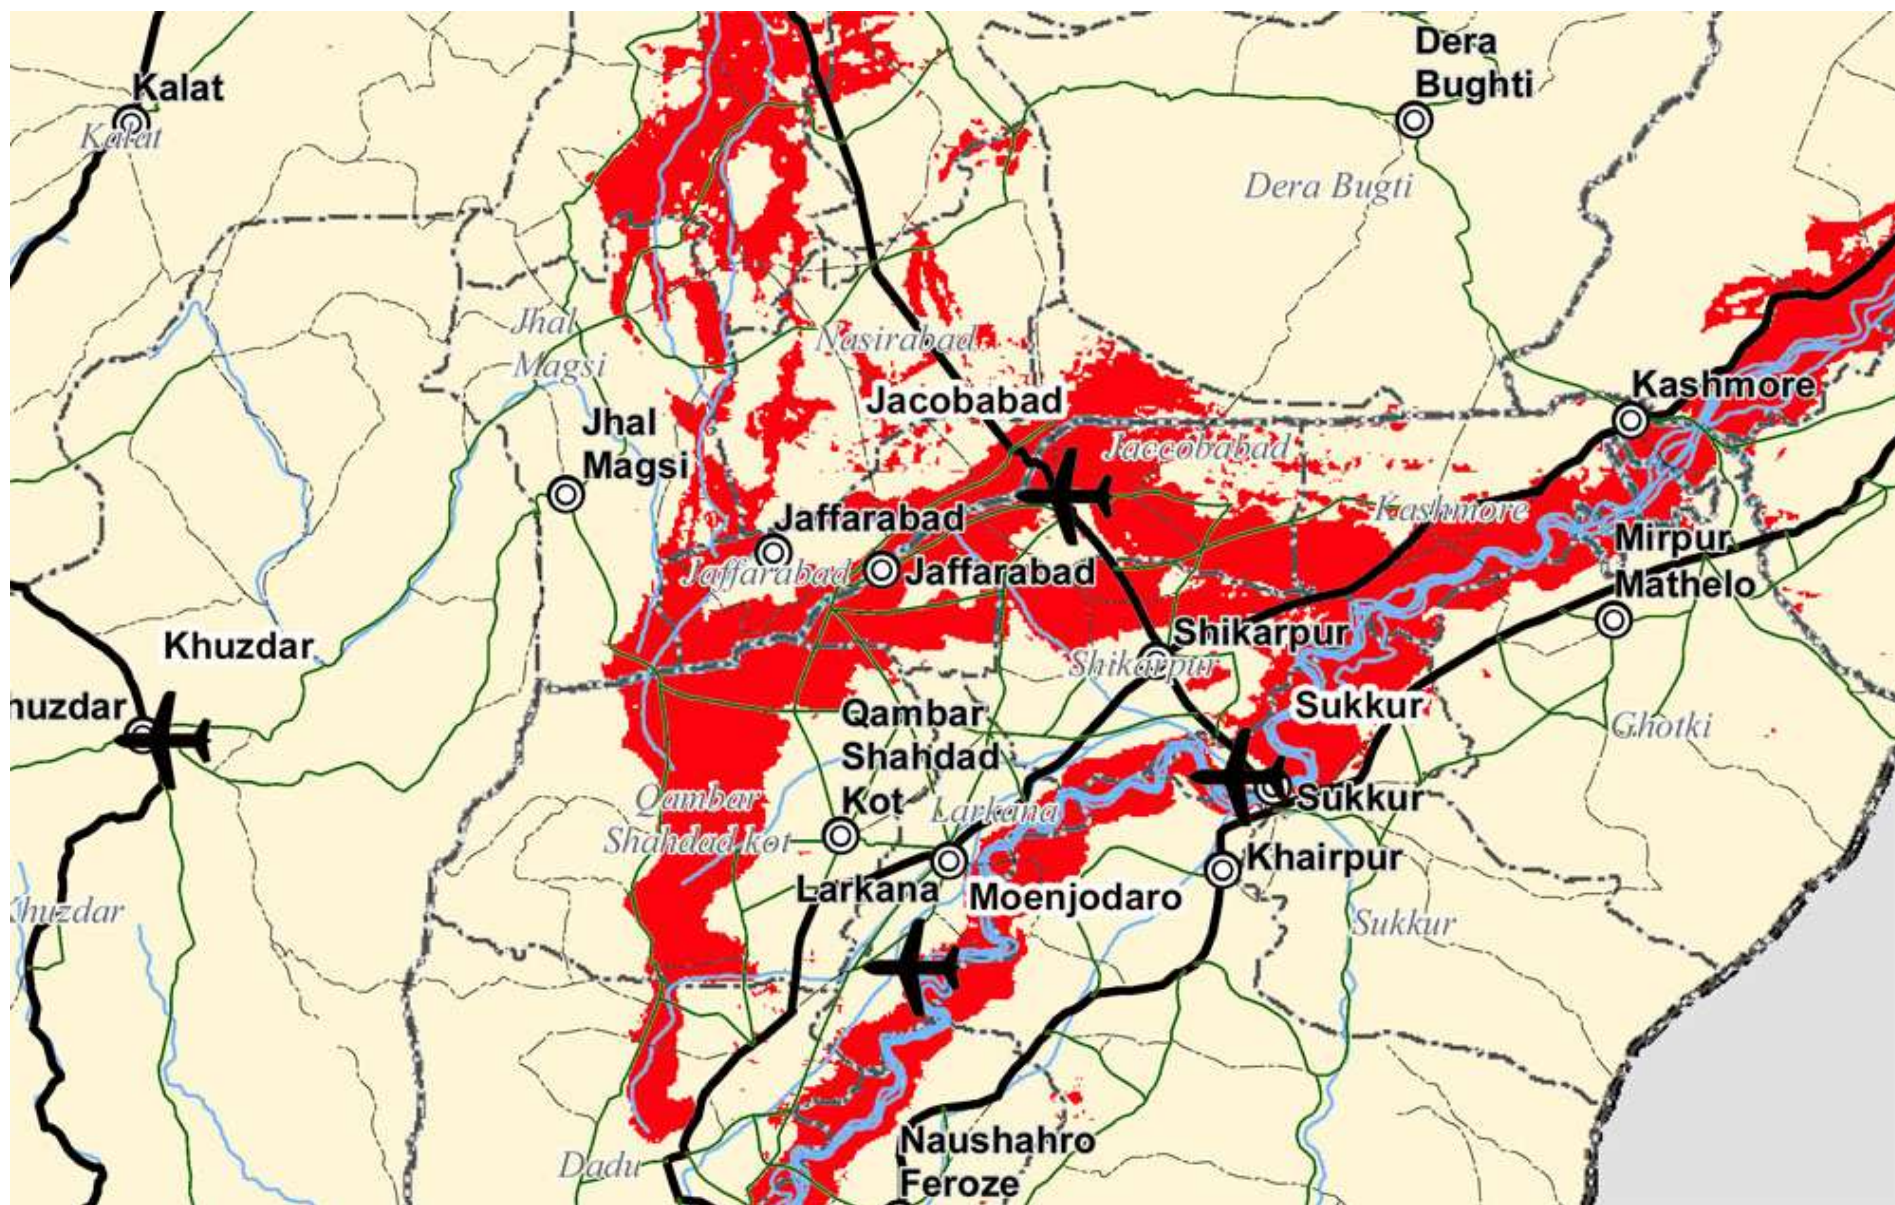 Dera
Bughti
Kalat
Kalat
Dera Bugti
Jhal
Magsi
Nasirabad
Kashmore
Jacobabad
Jhal
Magsi
Jaccobabad
Kashmore
Jaffarabad
Mirpur
Mathelo
Jaffarabad
Jaffarabad
Khuzdar
Shikarpur
Shikarpur
huzdar
Sukkur
Qambar
Shahdad
Kot
Ghotki
Qambar
Shahdad kot
Larkana
Sukkur
Khairpur
Larkana
Moenjodaro
Khuzdar
Sukkur
Naushahro
Feroze
Dadu